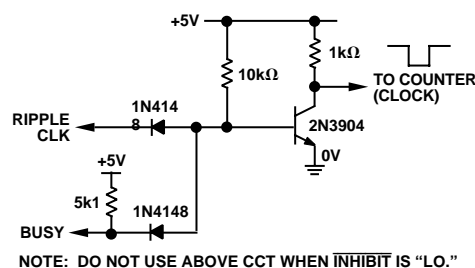 +5V
10kΩ
1kΩ
TO COUNTER
(CLOCK)
1N414
8
RIPPLE
CLK
2N3904
+5V
0V
5k1
1N4148
BUSY
NOTE: DO NOT USE ABOVE CCT WHEN INHIBIT IS “LO.”